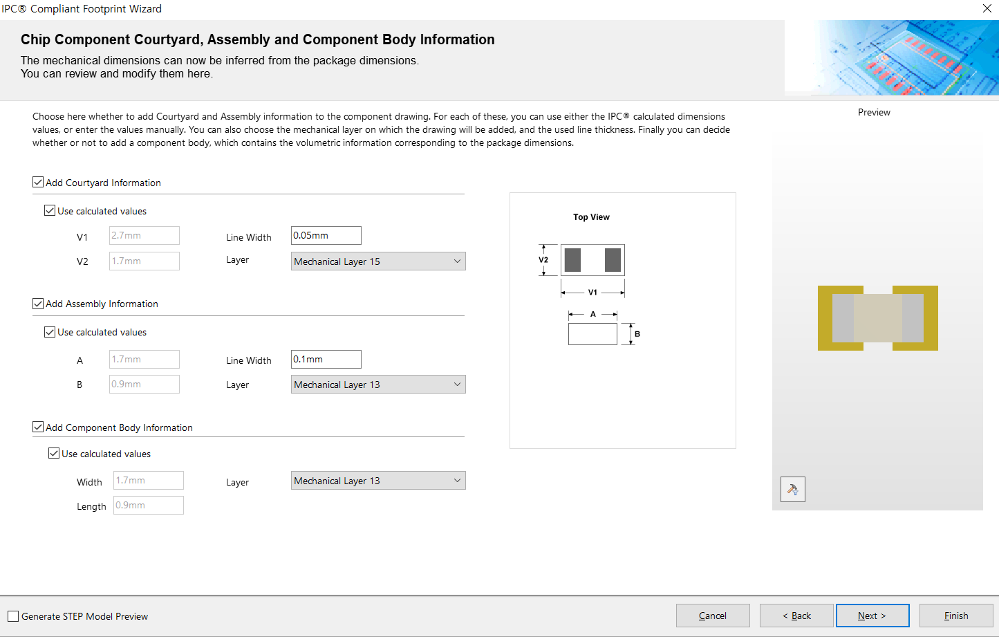 IPC® Compliant Footprint Wizard
Chip Component Courtyard, Assembly and Component Body Information
The mechanical dimensions can now be inferred from the package dimensions.
You can review and modify them here.
Choose here whether to add Courtyard and Assembly information to the component drawing. For each of these, you can use either the IPC® calculated dimensions
values, or enter the values manually. You can also choose the mechanical layer on which the drawing will be added, and the used line thickness. Finally you can decide
whether or not to add a component body, which contains the volumetric information corresponding to the package dimensions.
Preview
Add Courtyard Information
Use calculated values
V1 2.7mm Line Width 0.05mm
V2 1.7mm Layer Mechanical Layer 15
Add Assembly Information
Use calculated values
A 1.7mm Line Width 0.1mm
B 0.9mm Layer Mechanical Layer 13
Add Component Body Information
Use calculated values
Width 1.7mm Layer Mechanical Layer 13
Length 0.9mm
Top View
V2
V1
A
B
Generate STEP Model Preview
Cancel < Back Next > Finish